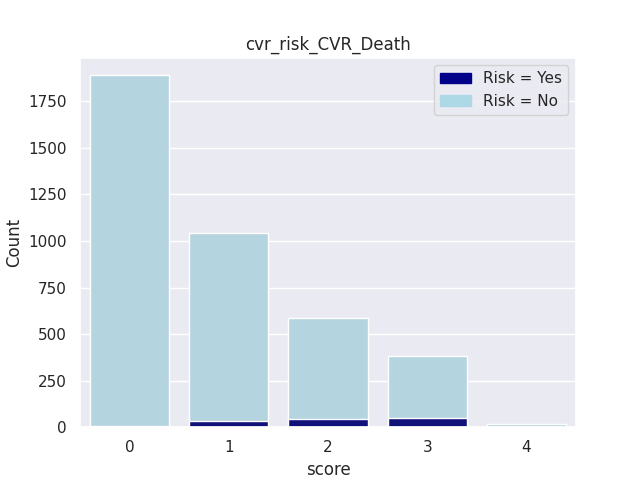 cvr_risk_CVR_Death
Risk = Yes
Risk = No
1750
1500
1250
1000
750
500
250
0
Count
0 1 2 3 4
score